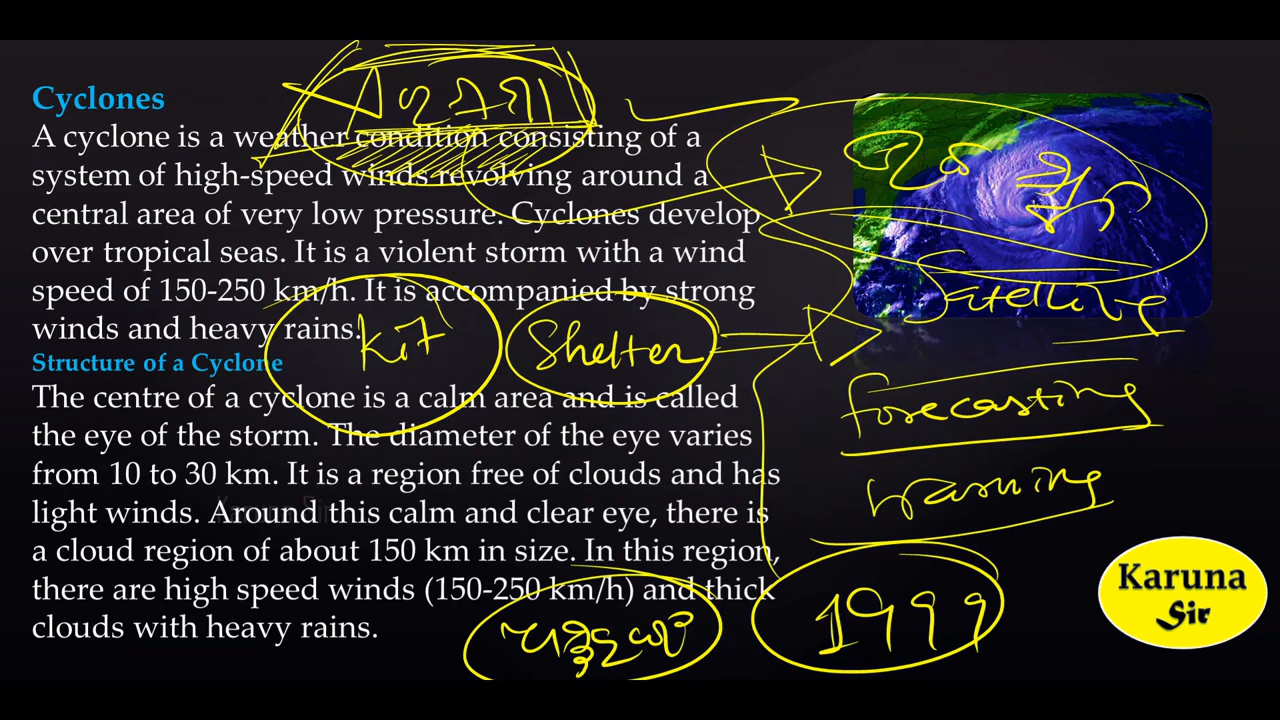 Cyclones
A cyclone is a weather condition consisting of a
system of high-speed winds revolving around a
central area of very low pressure. Cyclones develop
over tropical seas. It is a violent storm with a wind
speed of 150-250 km/h. It is accompanied by strong
winds and heavy rains.
Structure of a Cyclone
The centre of a cyclone is a calm area and is called
the eye of the storm. The diameter of the eye varies
from 10 to 30 km. It is a region free of clouds and has
light winds. Around this calm and clear eye, there is
a cloud region of about 150 km in size. In this region,
there are high speed winds (150-250 km/h) and thick
clouds with heavy rains.
kit
Shelter
Satellite
forecasting
warning
1999
Karuna Sir
Karuna
Sir